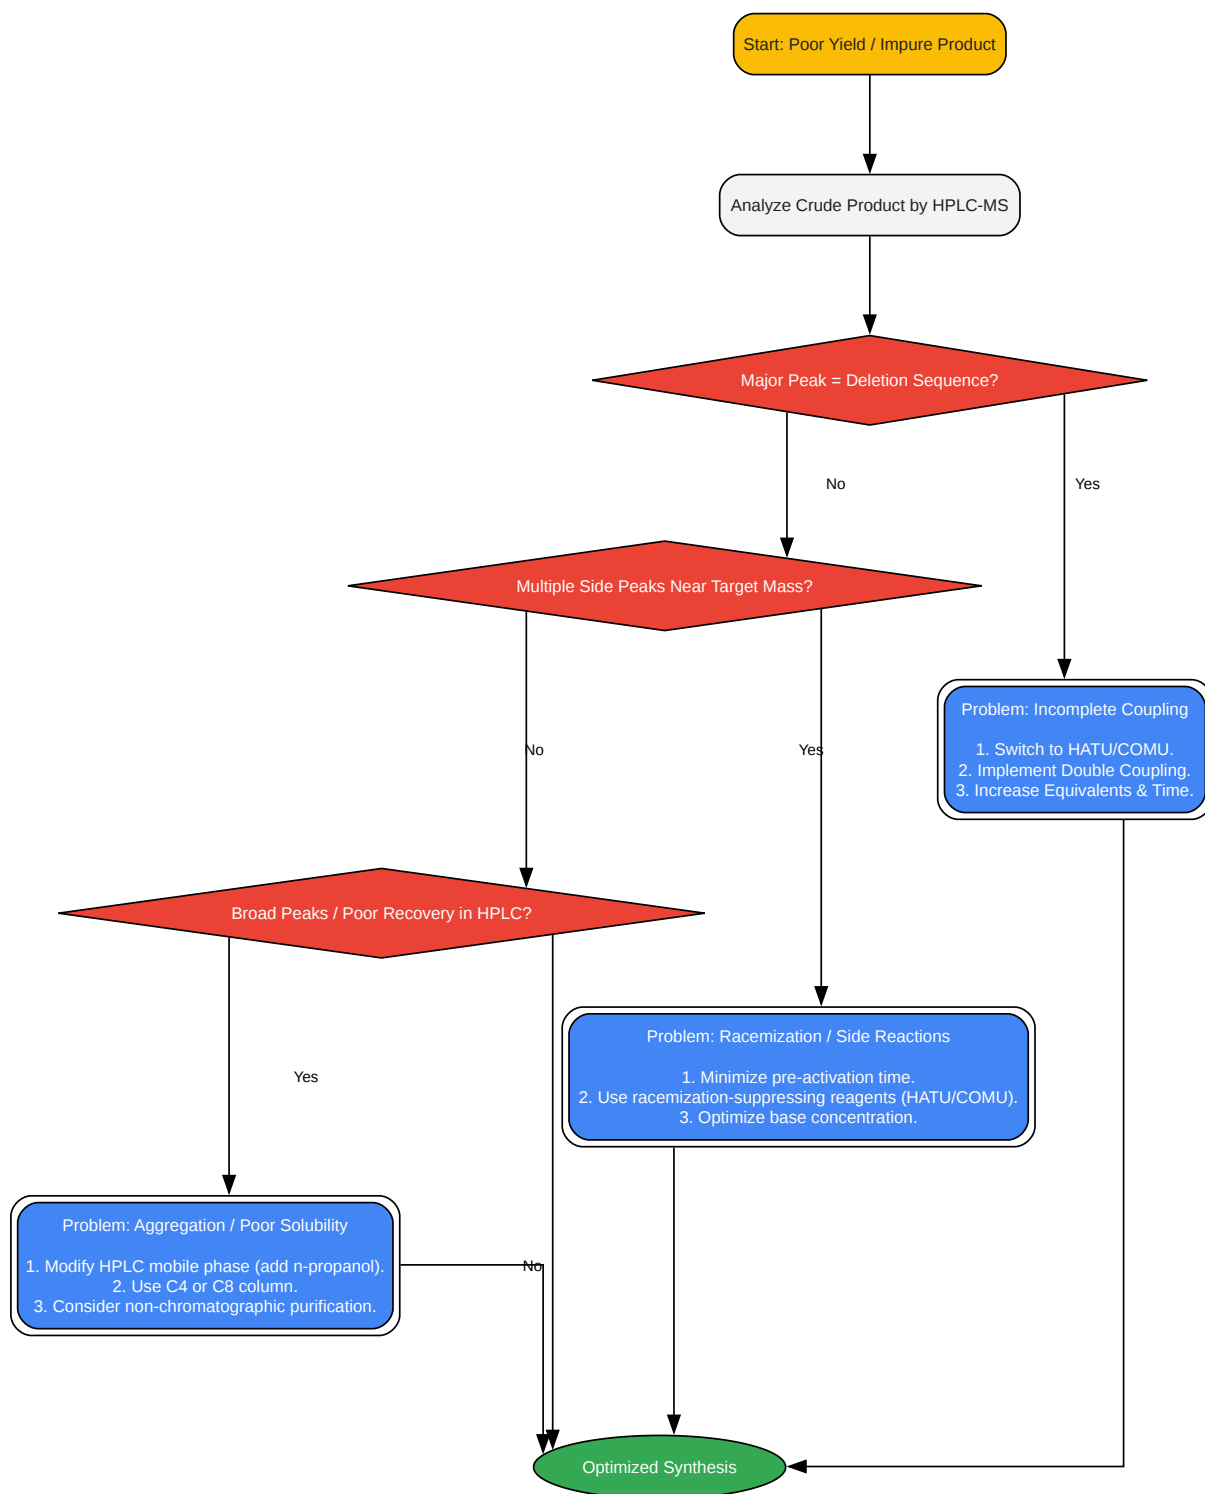 Start: Poor Yield / Impure Product
Analyze Crude Product by HPLC-MS
Major Peak = Deletion Sequence?
No
Yes
Multiple Side Peaks Near Target Mass?
No
Yes
Problem: Incomplete Coupling
1. Switch to HATU/COMU.
2. Implement Double Coupling.
3. Increase Equivalents & Time.
Broad Peaks / Poor Recovery in HPLC?
Yes
Problem: Racemization / Side Reactions
1. Minimize pre-activation time.
2. Use racemization-suppressing reagents (HATU/COMU).
3. Optimize base concentration.
Problem: Aggregation / Poor Solubility
1. Modify HPLC mobile phase (add n-propanol).
2. Use C4 or C8 column.
3. Consider non-chromatographic purification.
No
Optimized Synthesis